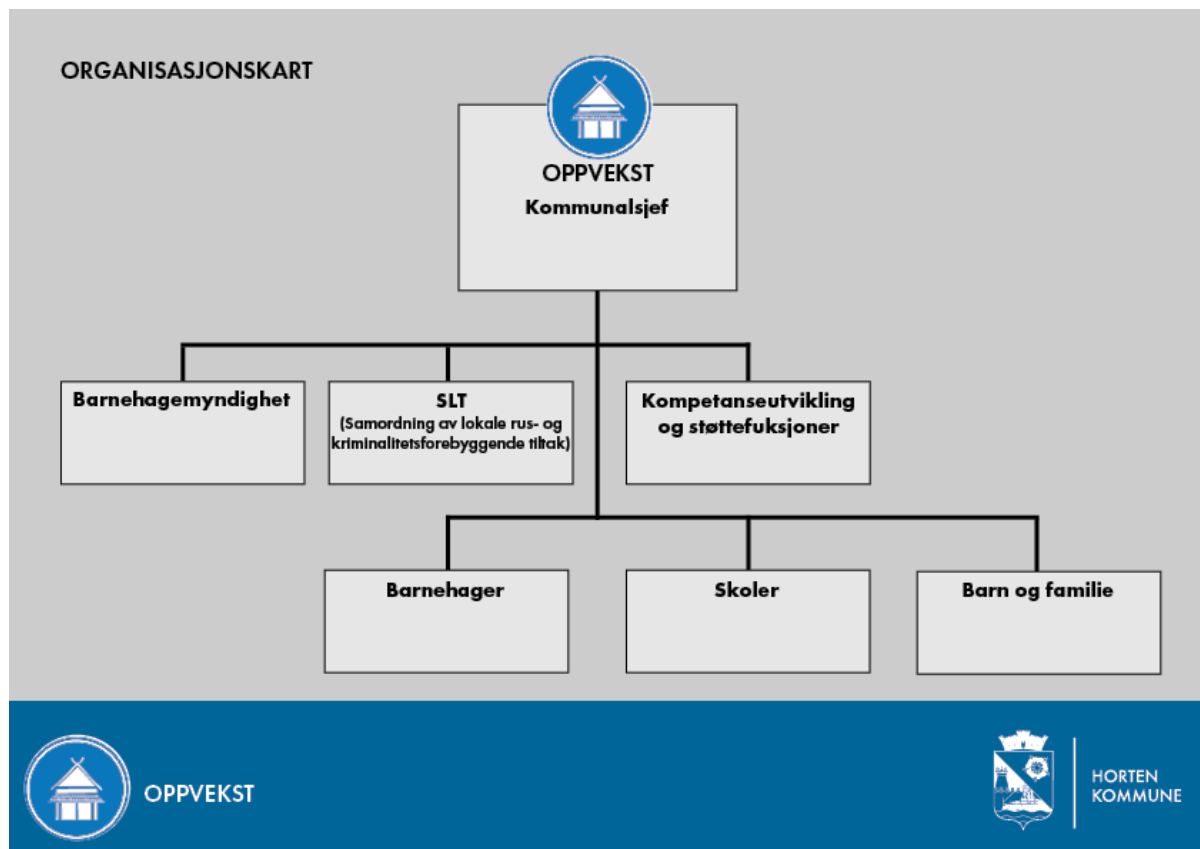 ORGANISASJONSKART
OPPVEKST
Kommunalsjef
Barnehagemyndighet
SLT
(Samordning av lokale rus- og
kriminalitetsforebyggende tiltak)
Kompetanseutvikling
og støttefuksjoner
Barnehager
Skoler
Barn og familie
OPPVEKST
HORTEN
KOMMUNE